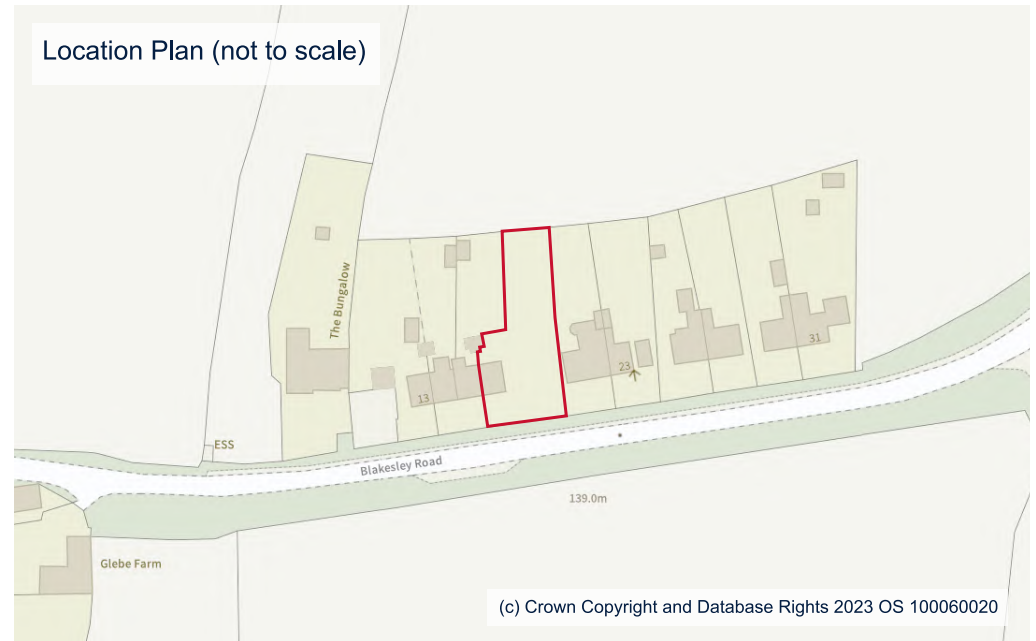 Location Plan (not to scale)
The Bungalow
13
23
31
ESS
Blakesley Road
139.0m
Glebe Farm
(c) Crown Copyright and Database Rights 2023 OS 100060020